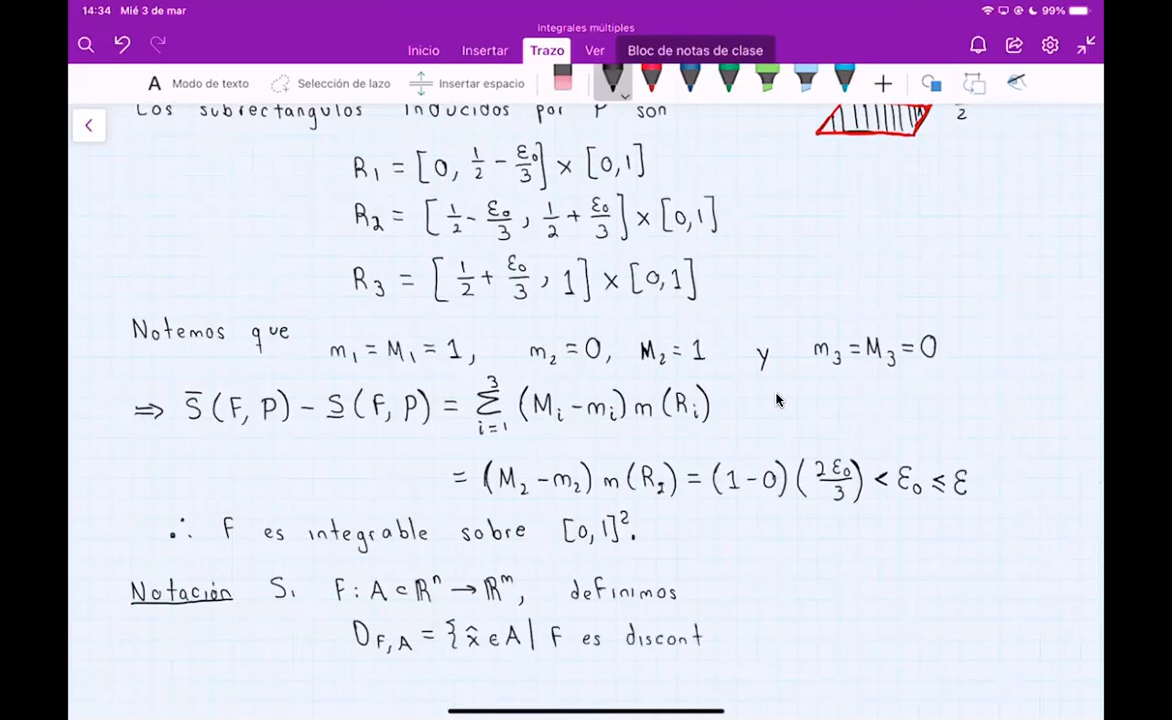 14:34 Mié 3 de mar 99%
Integrales múltiples
Inicio Insertar Trazo Ver Bloc de notas de clase
Modo de texto Selección de lazo Insertar espacio
Los subrectangulos inducidos por P son
2
R₁ = [0, 1/2 - ε₀/3] × [0,1]
R₂ = [1/2 - ε₀/3, 1/2 + ε₀/3] × [0,1]
R₃ = [1/2 + ε₀/3, 1] × [0,1]
Notemos que
m₁ = M₁ = 1, m₂ = 0, M₂ = 1 y m₃ = M₃ = 0
⇒ S̅(F, P) - S̲(F, P) = Σ_{i=1}^{3} (Mᵢ - mᵢ) m(Rᵢ)
= (M₂ - m₂) m(R₂) = (1 - 0) (2ε₀/3) < ε₀ ≤ ε
∴ F es integrable sobre [0,1]².
Notación Si F: A ⊂ ℝⁿ → ℝᵐ, definimos
D_{F,A} = {x̂ ∈ A | F es discont